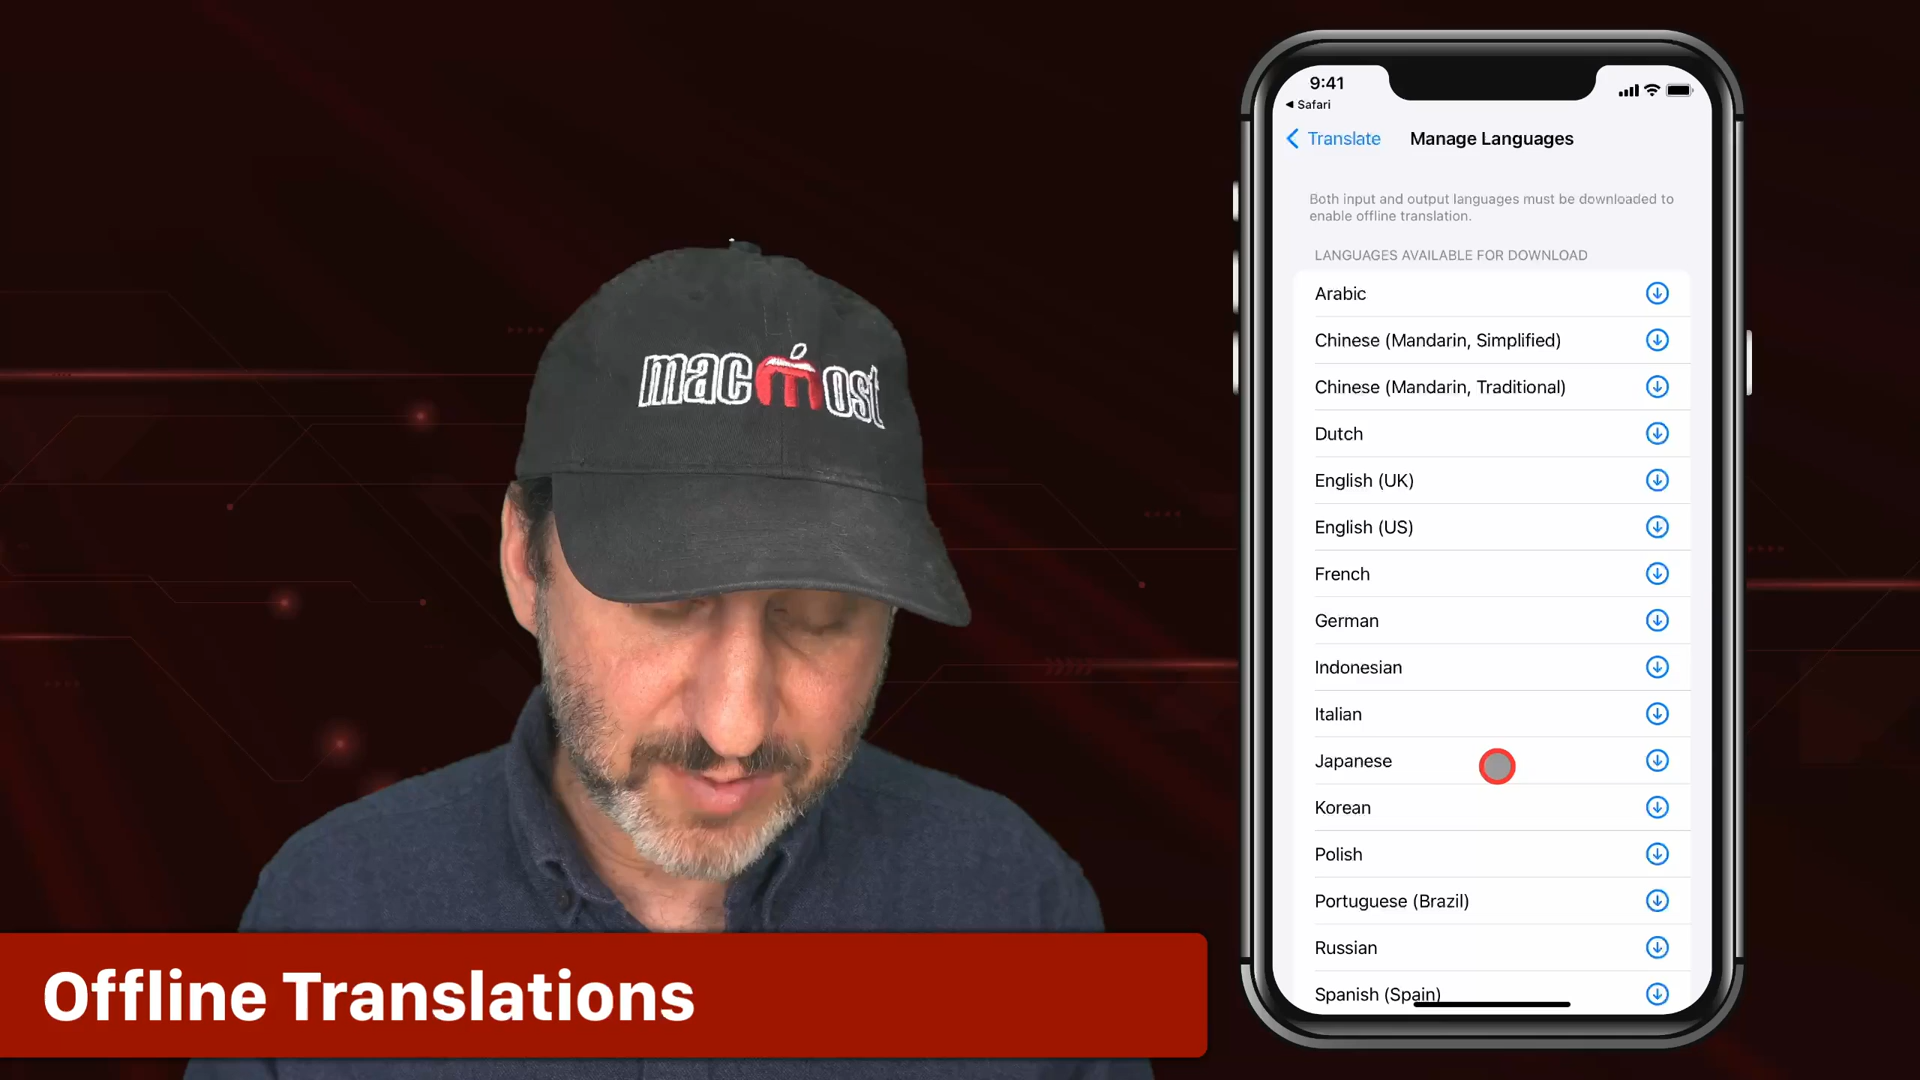 macmost
9:41
Safari
Translate
Manage Languages
Both input and output languages must be downloaded to
enable offline translation.
LANGUAGES AVAILABLE FOR DOWNLOAD
Arabic
Chinese (Mandarin, Simplified)
Chinese (Mandarin, Traditional)
Dutch
English (UK)
English (US)
French
German
Indonesian
Italian
Japanese
Korean
Polish
Portuguese (Brazil)
Russian
Spanish (Spain)
Offline Translations